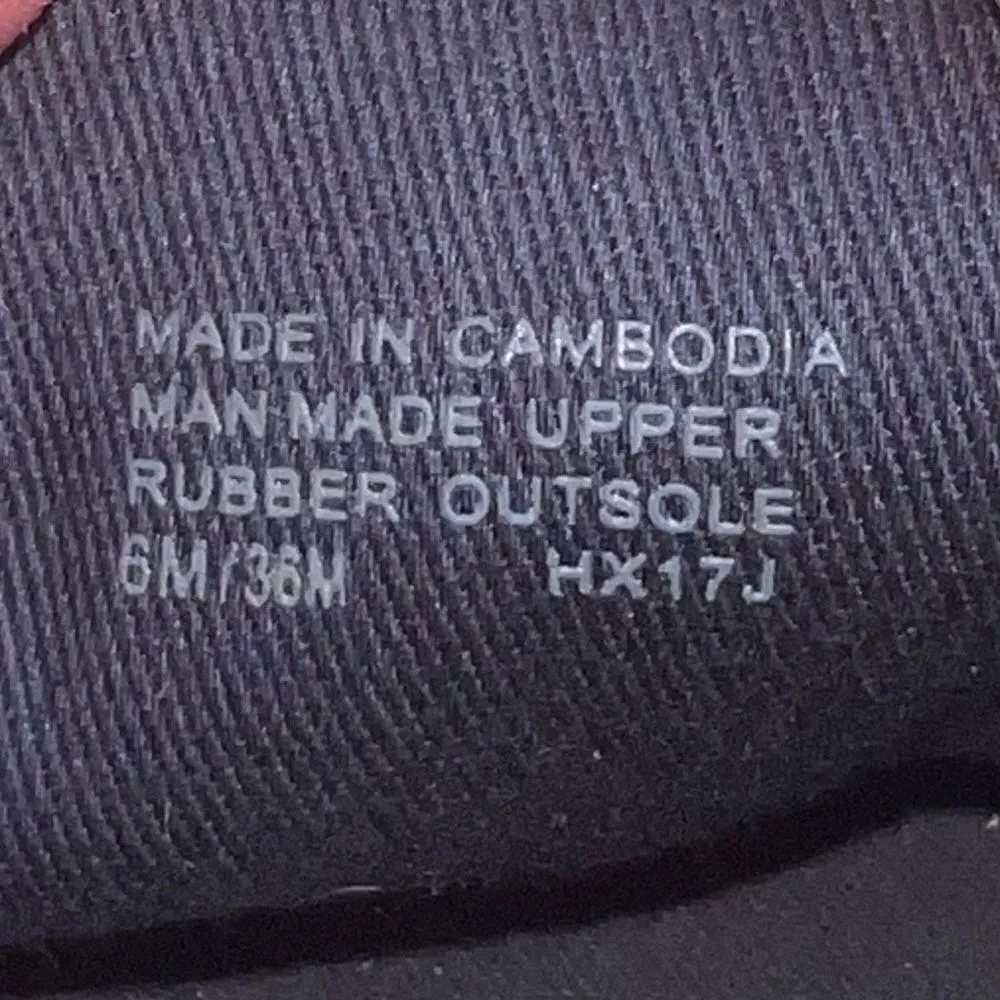 MADE IN CAMBODIA
MAN MADE UPPER
RUBBER OUTSOLE
6M/36M HX17J